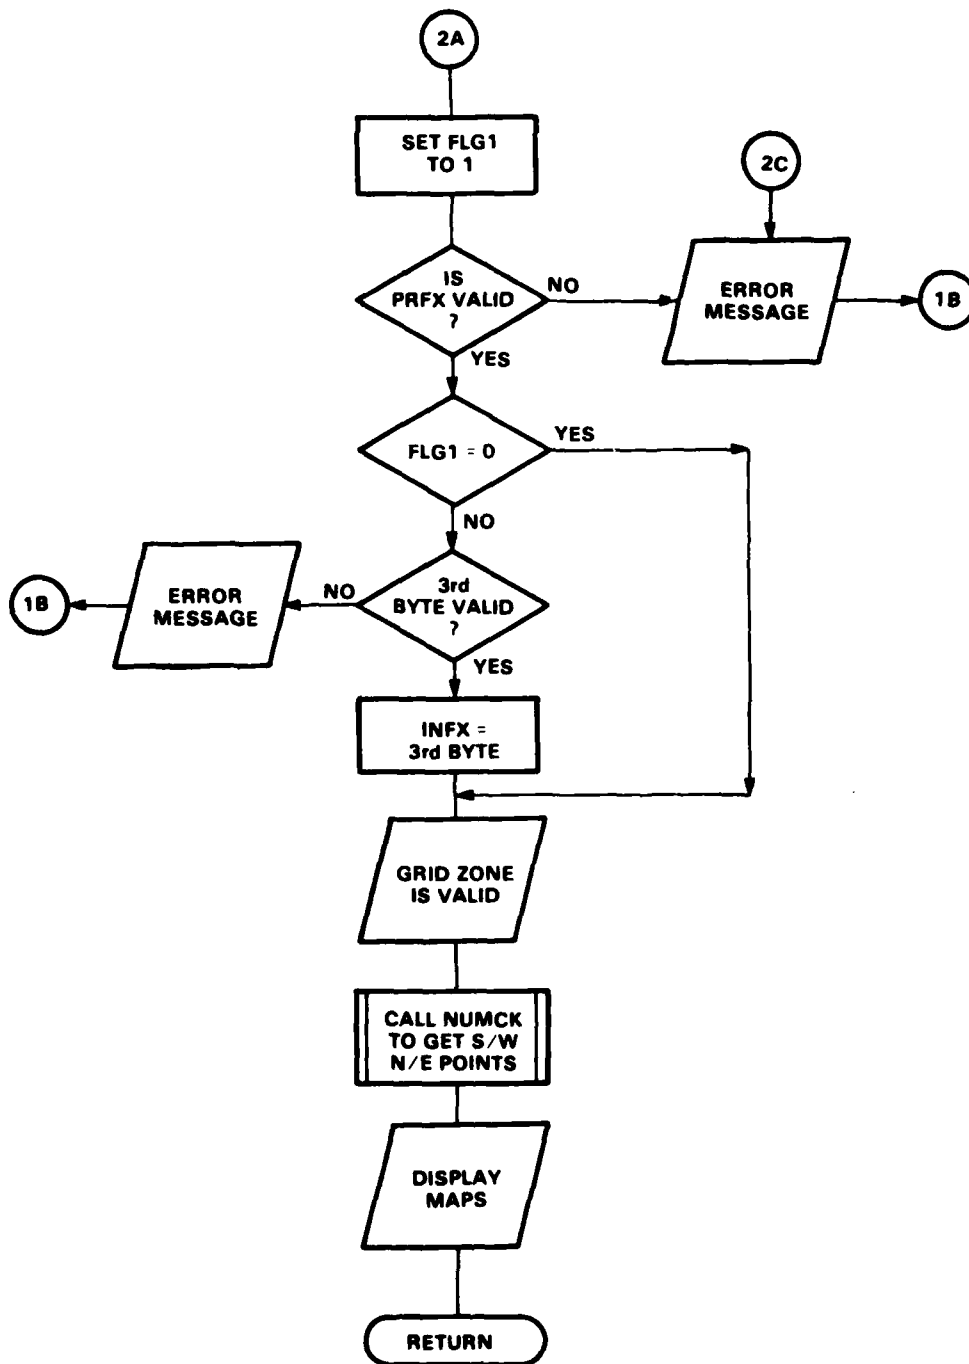 2A
SET FLG1
TO 1
2C
IS
PRFX VALID
?
NO
ERROR
MESSAGE
1B
YES
FLG1 = 0
YES
NO
1B
ERROR
MESSAGE
NO
3rd
BYTE VALID
?
YES
INFX =
3rd BYTE
GRID ZONE
IS VALID
CALL NUMCK
TO GET S/W
N/E POINTS
DISPLAY
MAPS
RETURN